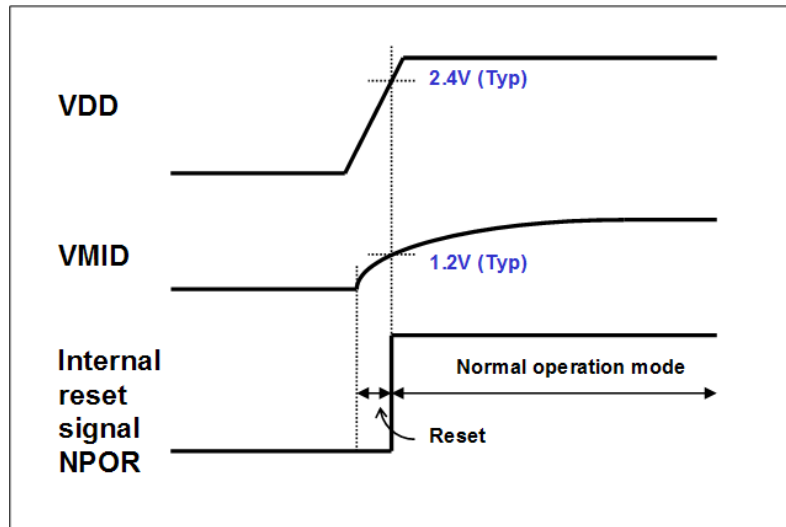 VDD
2.4V (Typ)
VMID
1.2V (Typ)
Internal
reset
signal
NPOR
Normal operation mode
Reset